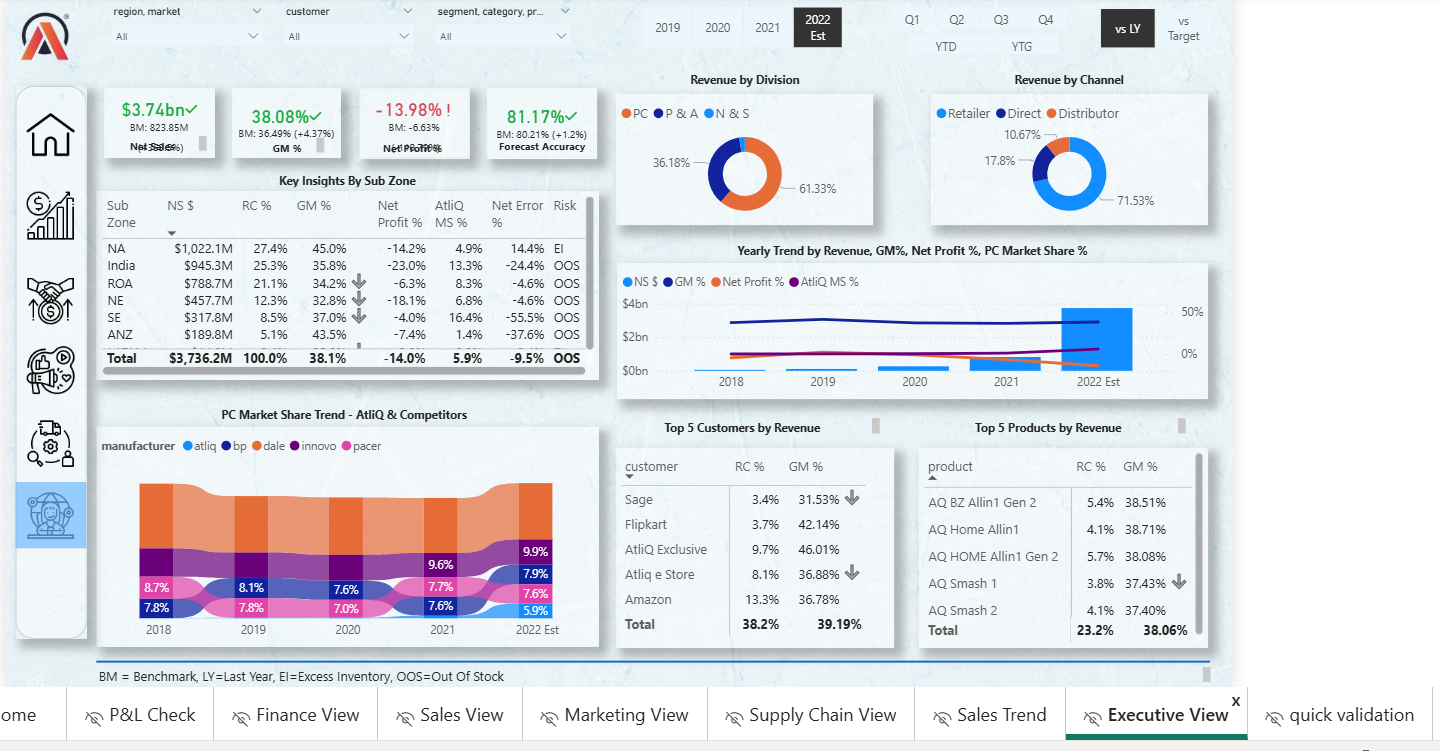 region, market
customer
segment, category, pr...
All
All
All
2019
2020
2021
2022 Est
Q1
Q2
Q3
Q4
YTD
YTG
vs LY
vs Target
$3.74bn✓
BM: 823.85M
Net Sales
38.08%✓
BM: 36.49% (+4.37%)
GM %
-13.98% !
BM: -6.63%
Net Profit %
81.17%✓
BM: 80.21% (+1.2%)
Forecast Accuracy
Revenue by Division
PC P & A N & S
36.18%
61.33%
Revenue by Channel
Retailer Direct Distributor
10.67%
17.8%
71.53%
Key Insights By Sub Zone
Sub Zone NS $ RC % GM % Net Profit % AtliQ MS % Net Error % Risk
NA $1,022.1M 27.4% 45.0% -14.2% 4.9% 14.4% EI
India $945.3M 25.3% 35.8% -23.0% 13.3% -24.4% OOS
ROA $788.7M 21.1% 34.2% -6.3% 8.3% -4.6% OOS
NE $457.7M 12.3% 32.8% -18.1% 6.8% -4.6% OOS
SE $317.8M 8.5% 37.0% -4.0% 16.4% -55.5% OOS
ANZ $189.8M 5.1% 43.5% -7.4% 1.4% -37.6% OOS
Total $3,736.2M 100.0% 38.1% -14.0% 5.9% -9.5% OOS
Yearly Trend by Revenue, GM%, Net Profit %, PC Market Share %
NS $ GM % Net Profit % AtliQ MS %
$4bn
$2bn
$0bn
50%
0%
2018 2019 2020 2021 2022 Est
PC Market Share Trend - AtliQ & Competitors
manufacturer atliq bp dale innovo pacer
8.7%
7.8%
8.1%
7.8%
7.6%
7.0%
9.6%
7.7%
7.6%
9.9%
7.9%
7.6%
5.9%
2018 2019 2020 2021 2022 Est
Top 5 Customers by Revenue
customer RC % GM %
Sage 3.4% 31.53%
Flipkart 3.7% 42.14%
AtliQ Exclusive 9.7% 46.01%
Atliq e Store 8.1% 36.88%
Amazon 13.3% 36.78%
Total 38.2% 39.19%
Top 5 Products by Revenue
product RC % GM %
AQ BZ Allin1 Gen 2 5.4% 38.51%
AQ Home Allin1 4.1% 38.71%
AQ HOME Allin1 Gen 2 5.7% 38.08%
AQ Smash 1 3.8% 37.43%
AQ Smash 2 4.1% 37.40%
Total 23.2% 38.06%
BM = Benchmark, LY=Last Year, EI=Excess Inventory, OOS=Out Of Stock
ome
P&L Check
Finance View
Sales View
Marketing View
Supply Chain View
Sales Trend
Executive View
x
quick validation